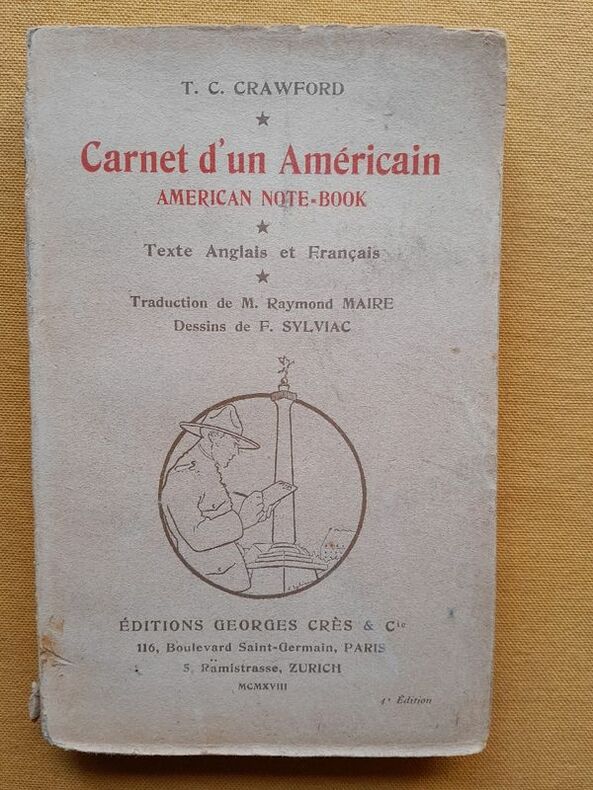 T. C. CRAWFORD
Carnet d'un Américain
AMERICAN NOTE-BOOK
Texte Anglais et Français
Traduction de M. Raymond MAIRE
Dessins de F. SYLVIAC
ÉDITIONS GEORGES CRÈS & Cie
116, Boulevard Saint-Germain, PARIS
5, Rämistrasse, ZURICH
MCMXVIII
4e Édition